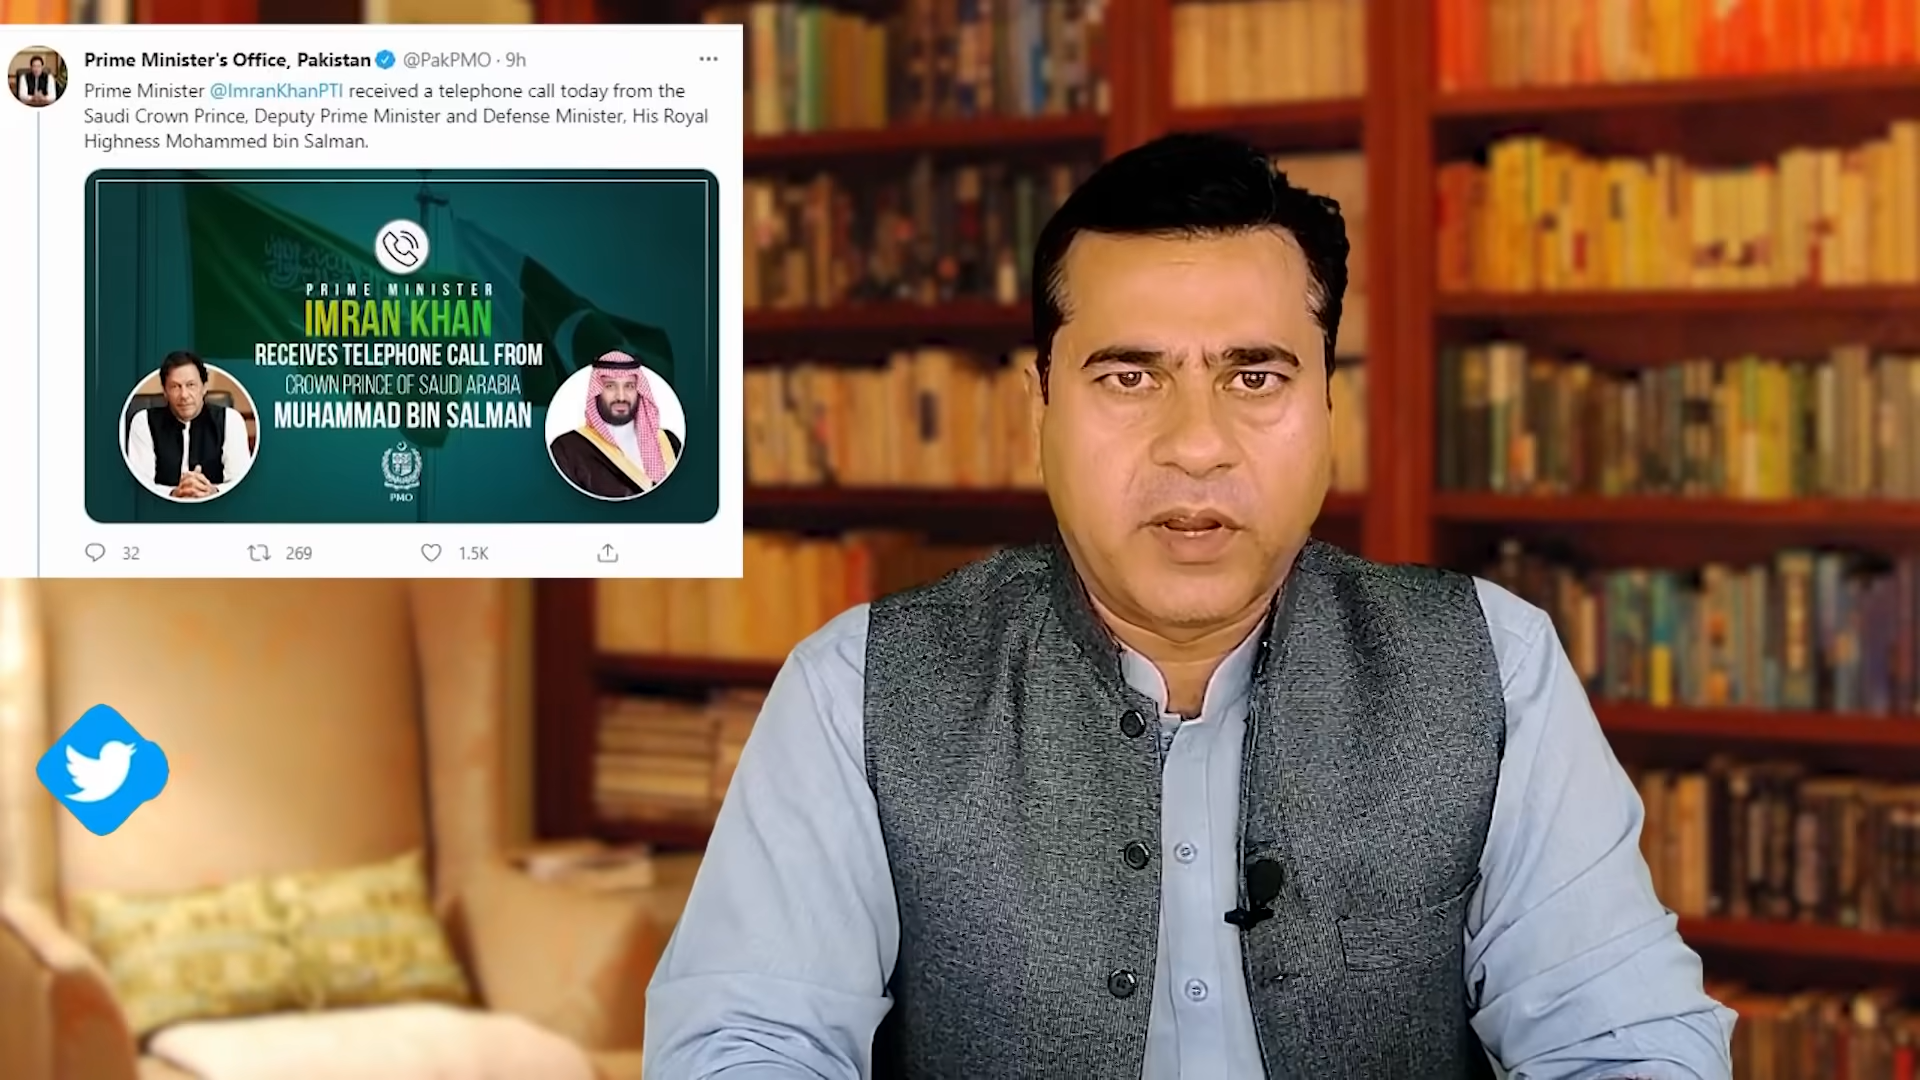 Prime Minister's Office, Pakistan @PakPMO · 9h
Prime Minister @ImranKhanPTI received a telephone call today from the
Saudi Crown Prince, Deputy Prime Minister and Defense Minister, His Royal
Highness Mohammed bin Salman.
PRIME MINISTER
IMRAN KHAN
RECEIVES TELEPHONE CALL FROM
CROWN PRINCE OF SAUDI ARABIA
MUHAMMAD BIN SALMAN
PMO
32 269 1.5K